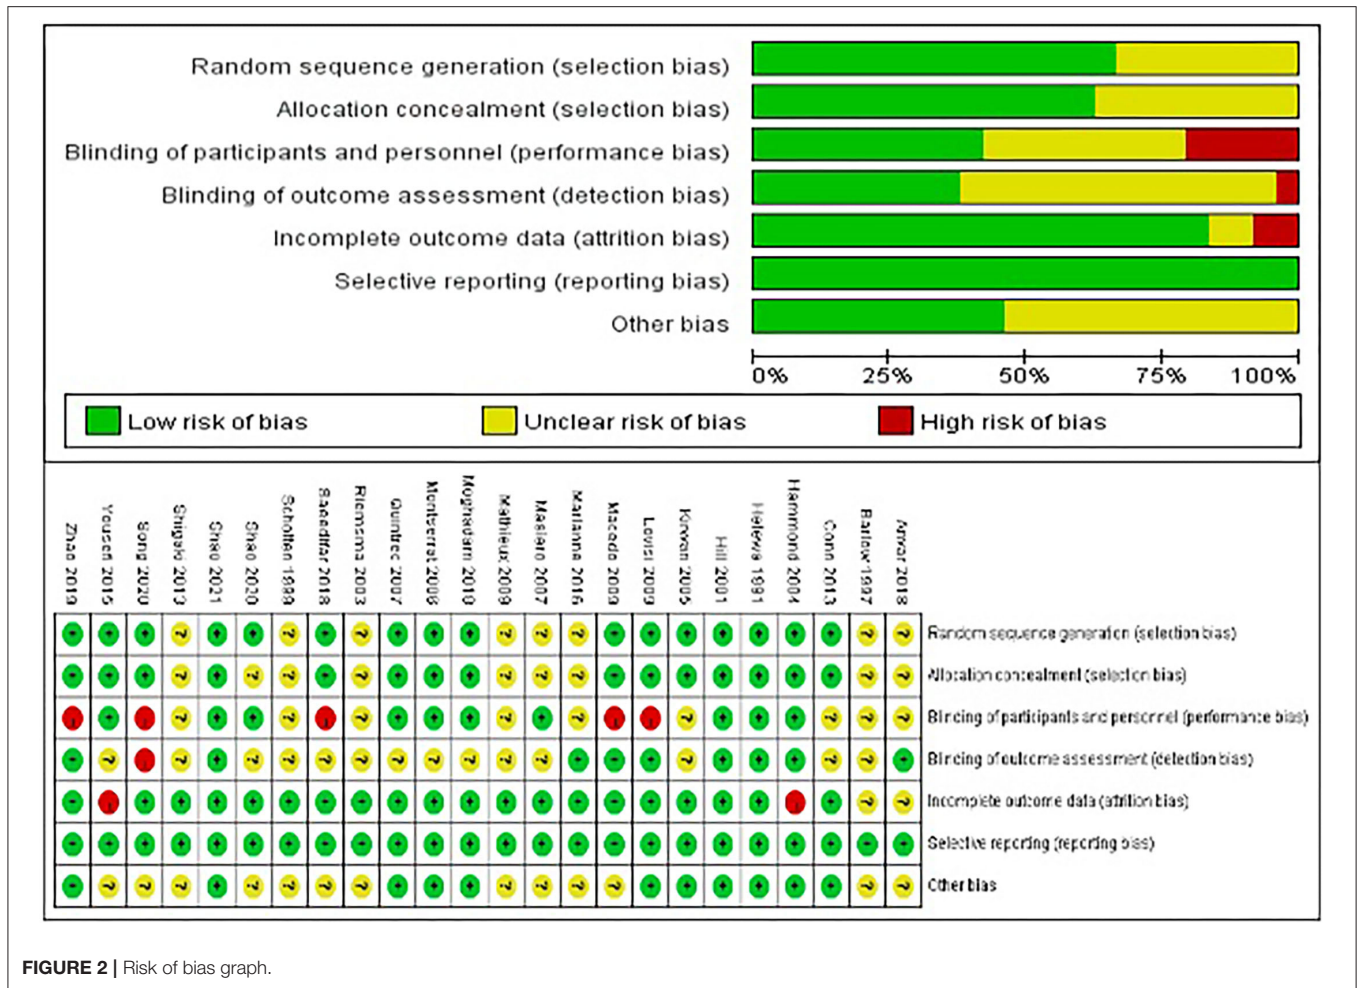 Random sequence generation (selection bias)
Allocation concealment (selection bias)
Blinding of participants and personnel (performance bias)
Blinding of outcome assessment (detection bias)
Incomplete outcome data (attrition bias)
Selective reporting (reporting bias)
Other bias
0% 25% 50% 75% 100%
Low risk of bias Unclear risk of bias High risk of bias
Zhao 2019
Yousefi 2015
Song 2020
Shigaki 2013
Shao 2021
Shao 2020
Scholten 1999
Saeedifar 2018
Riemsma 2003
Quintrec 2007
Montserrat 2006
Moghadam 2018
Mathieux 2009
Masiero 2007
Marianne 2016
Macedo 2009
Lovisi 2009
Kirwan 2005
Hill 2001
Helewa 1991
Hammond 2004
Conn 2013
Barlow 1997
Anvar 2018
Random sequence generation (selection bias)
Allocation concealment (selection bias)
Blinding of participants and personnel (performance bias)
Blinding of outcome assessment (detection bias)
Incomplete outcome data (attrition bias)
Selective reporting (reporting bias)
Other bias
FIGURE 2 | Risk of bias graph.